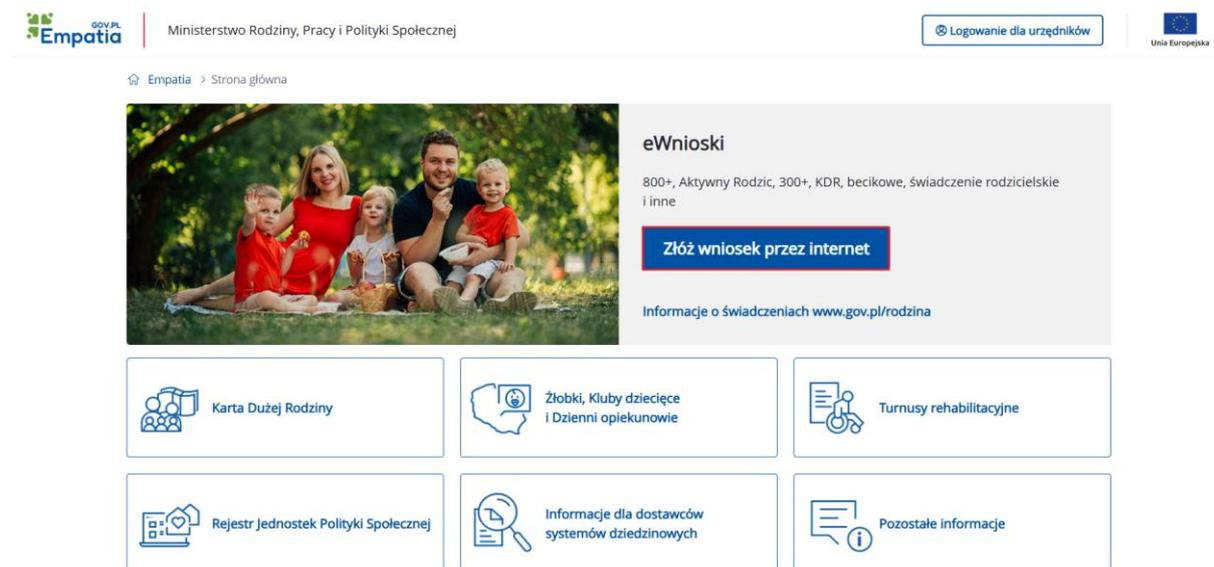 GOV.PL
Empatia
Ministerstwo Rodziny, Pracy i Polityki Społecznej
Logowanie dla urzędników
Unia Europejska
Empatia > Strona główna
eWnioski
800+, Aktywny Rodzic, 300+, KDR, becikowe, świadczenie rodzicielskie
i inne
Złóż wniosek przez internet
Informacje o świadczeniach www.gov.pl/rodzina
Karta Dużej Rodziny
Żłobki, Kluby dziecięce
i Dzienni opiekunowie
Turnusy rehabilitacyjne
Rejestr Jednostek Polityki Społecznej
Informacje dla dostawców
systemów dziedzinowych
Pozostałe informacje